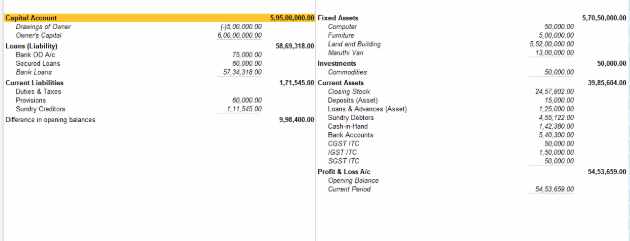 Capital Account 5,95,00,000.00
Drawings of Owner (-)5,00,000.00
Owner's Capital 6,00,00,000.00
Loans (Liability) 58,69,318.00
Bank OD A/c 75,000.00
Secured Loans 60,000.00
Bank Loans 57,34,318.00
Current Liabilities 1,71,545.00
Duties & Taxes
Provisions 60,000.00
Sundry Creditors 1,11,545.00
Difference in opening balances 9,98,400.00
Fixed Assets 5,70,50,000.00
Computer 50,000.00
Furniture 5,00,000.00
Land and Building 5,52,00,000.00
Maruthi Van 13,00,000.00
Investments 50,000.00
Commodities 50,000.00
Current Assets 39,85,604.00
Closing Stock 24,57,802.00
Deposits (Asset) 15,000.00
Loans & Advances (Asset) 1,25,000.00
Sundry Debtors 4,55,122.00
Cash-in-Hand 1,42,380.00
Bank Accounts 5,40,300.00
CGST ITC 50,000.00
IGST ITC 1,50,000.00
SGST ITC 50,000.00
Profit & Loss A/c 54,53,659.00
Opening Balance
Current Period 54,53,659.00